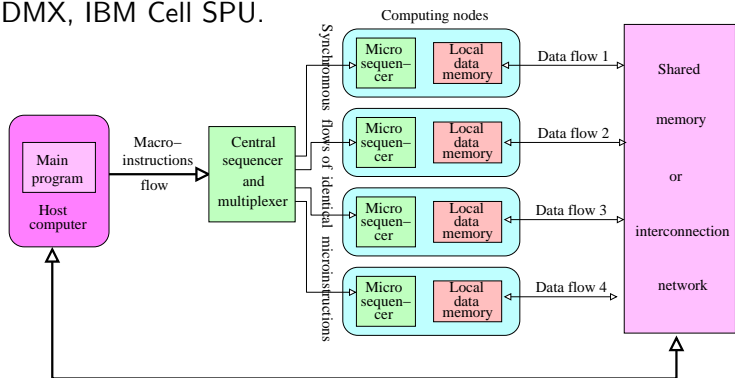 DMX, IBM Cell SPU.
Computing nodes
Main
program
Host
computer
Macro–
instructions
flow
Central
sequencer
and
multiplexer
Synchronnous flows of identical microinstructions
Micro
sequen–
cer
Local
data
memory
Data flow 1
Micro
sequen–
cer
Local
data
memory
Data flow 2
Micro
sequen–
cer
Local
data
memory
Data flow 3
Micro
sequen–
cer
Local
data
memory
Data flow 4
Shared
memory
or
interconnection
network